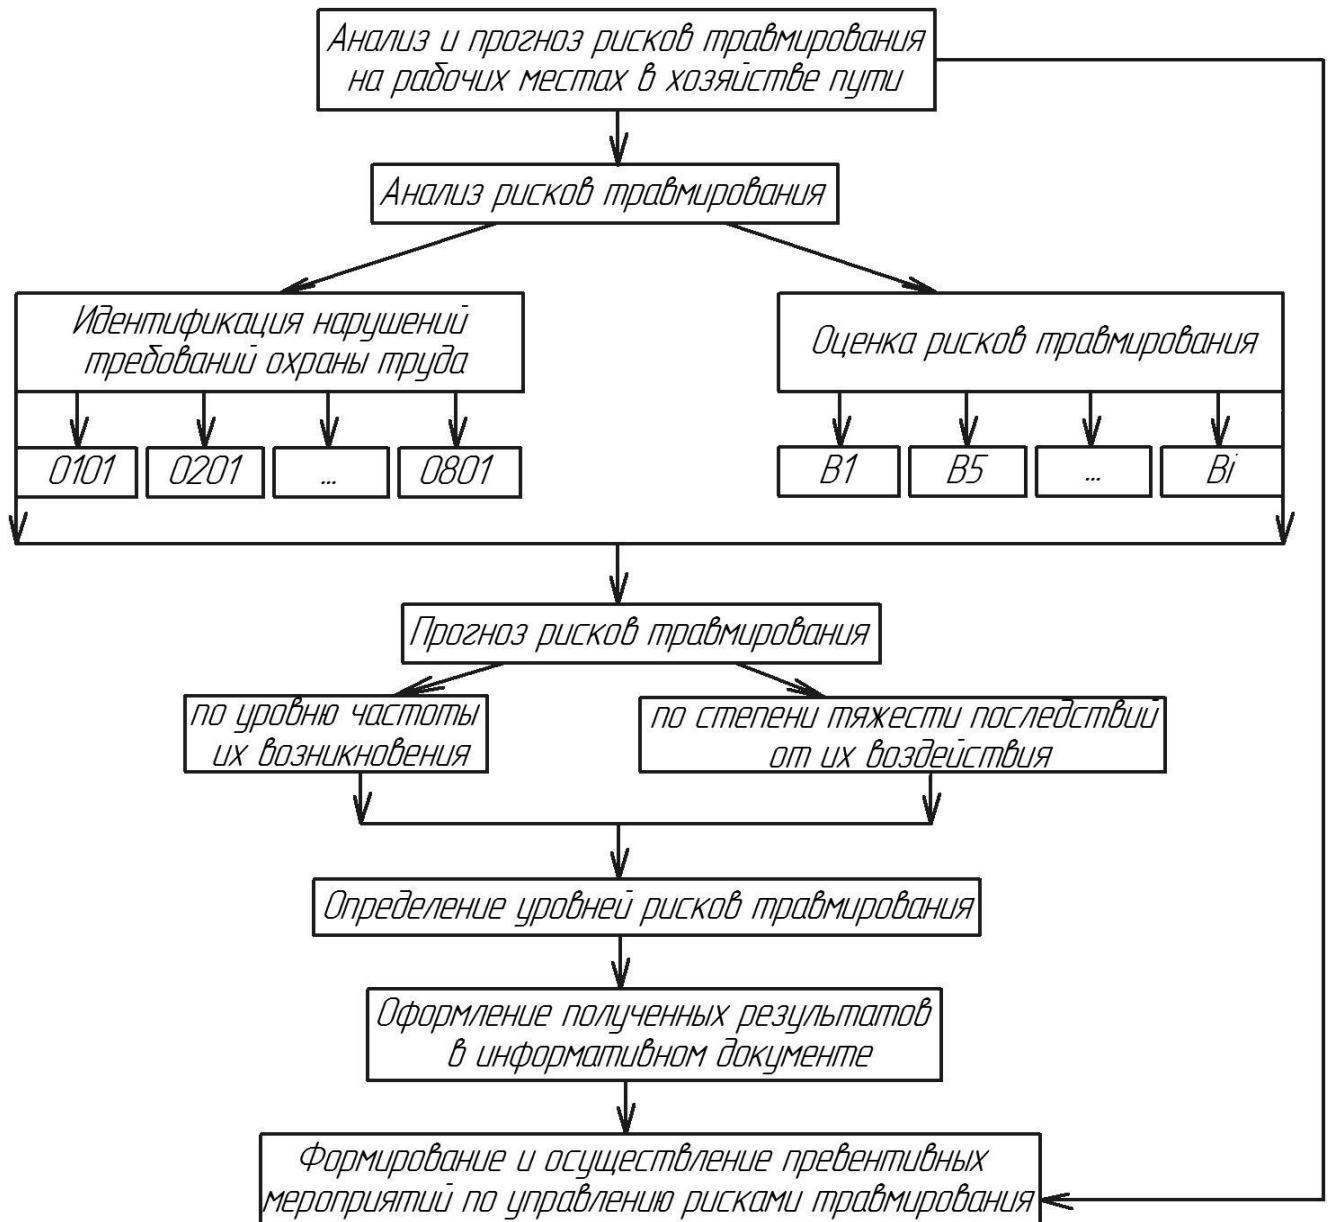 Анализ и прогноз рисков травмирования
на рабочих местах в хозяйстве пути
Анализ рисков травмирования
Идентификация нарушений
требований охраны труда
Оценка рисков травмирования
0101
0201
...
0801
В1
В5
...
Вi
Прогноз рисков травмирования
по уровню частоты
их возникновения
по степени тяжести последствий
от их воздействия
Определение уровней рисков травмирования
Оформление полученных результатов
в информативном документе
Формирование и осуществление превентивных
мероприятий по управлению рисками травмирования